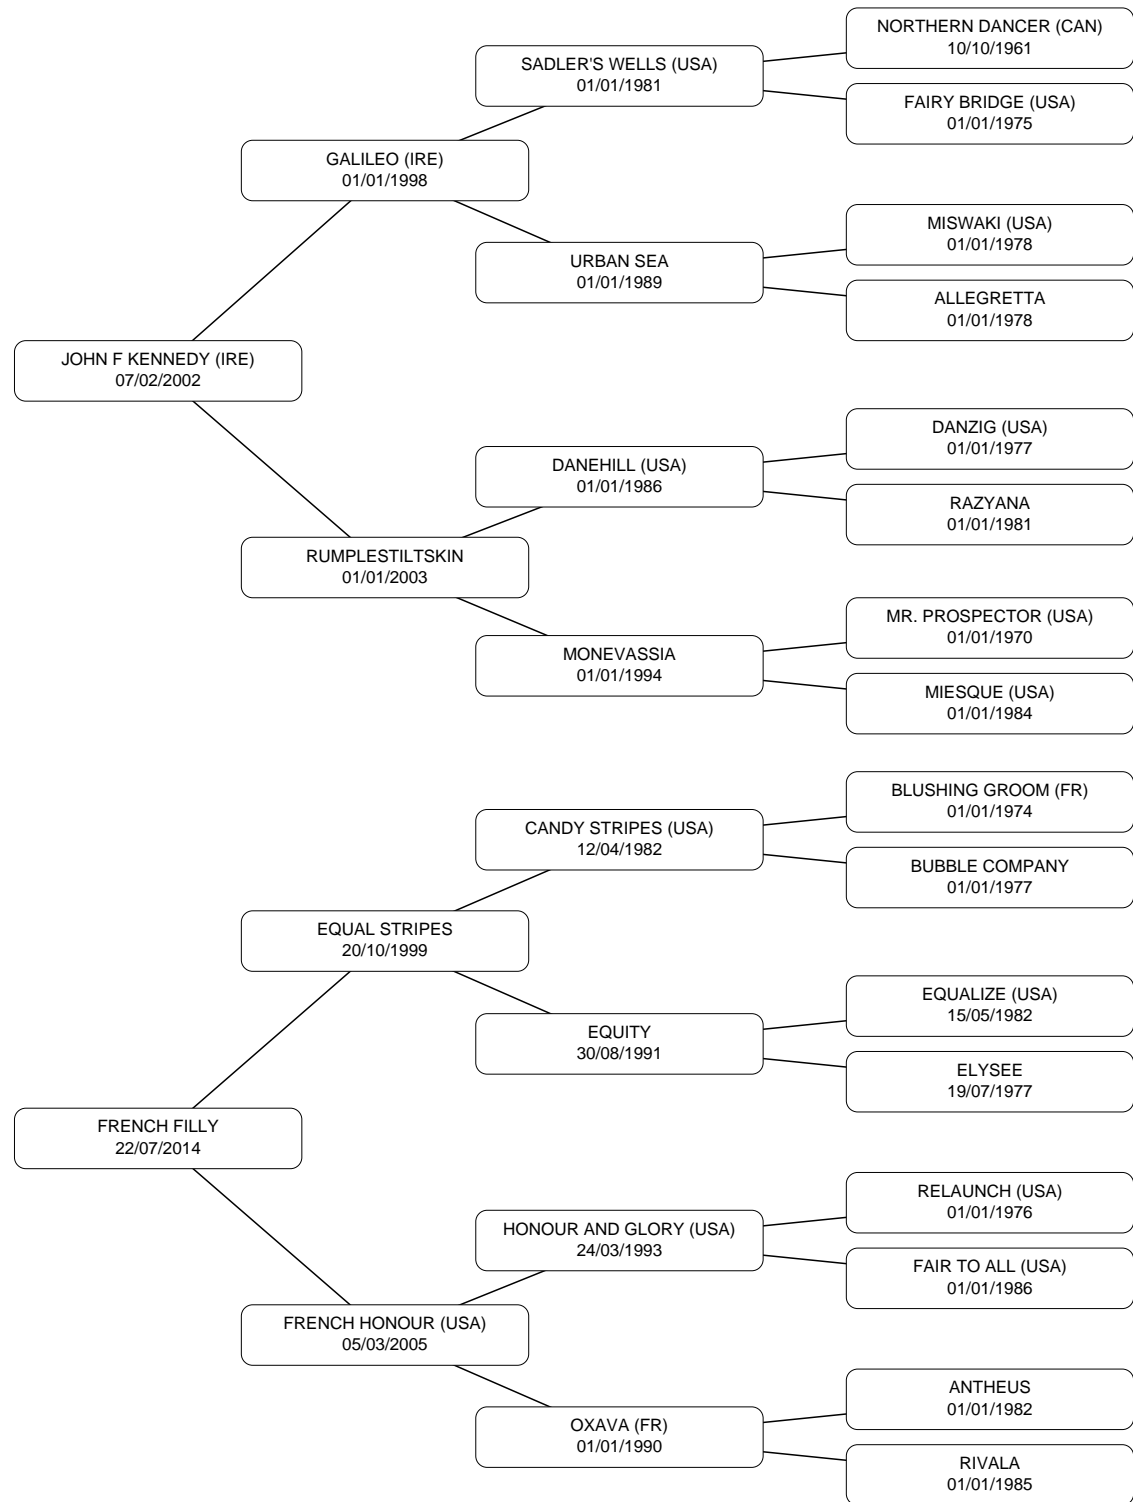 NORTHERN DANCER (CAN)
10/10/1961
SADLER'S WELLS (USA)
01/01/1981
FAIRY BRIDGE (USA)
01/01/1975
GALILEO (IRE)
01/01/1998
MISWAKI (USA)
01/01/1978
URBAN SEA
01/01/1989
ALLEGRETTA
01/01/1978
JOHN F KENNEDY (IRE)
07/02/2002
DANZIG (USA)
01/01/1977
DANEHILL (USA)
01/01/1986
RAZYANA
01/01/1981
RUMPLESTILTSKIN
01/01/2003
MR. PROSPECTOR (USA)
01/01/1970
MONEVASSIA
01/01/1994
MIESQUE (USA)
01/01/1984
BLUSHING GROOM (FR)
01/01/1974
CANDY STRIPES (USA)
12/04/1982
BUBBLE COMPANY
01/01/1977
EQUAL STRIPES
20/10/1999
EQUALIZE (USA)
15/05/1982
EQUITY
30/08/1991
ELYSEE
19/07/1977
FRENCH FILLY
22/07/2014
RELAUNCH (USA)
01/01/1976
HONOUR AND GLORY (USA)
24/03/1993
FAIR TO ALL (USA)
01/01/1986
FRENCH HONOUR (USA)
05/03/2005
ANTHEUS
01/01/1982
OXAVA (FR)
01/01/1990
RIVALA
01/01/1985